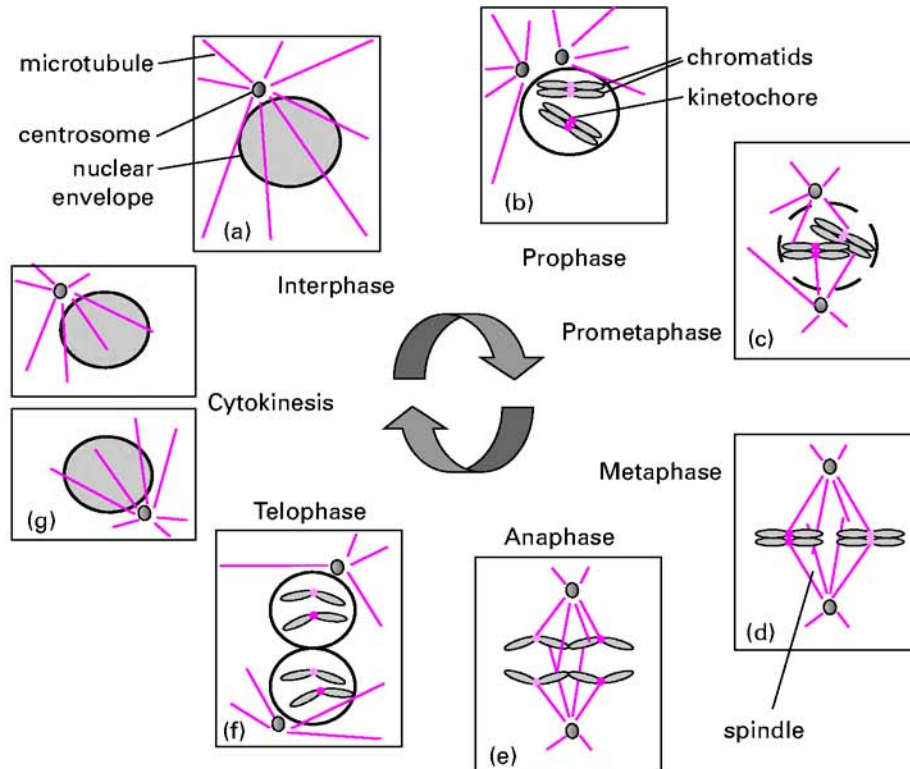 microtubule
centrosome
nuclear
envelope
(a)
Interphase
chromatids
kinetochore
(b)
Prophase
Prometaphase
(c)
Metaphase
(d)
spindle
Anaphase
(e)
Telophase
(f)
Cytokinesis
(g)